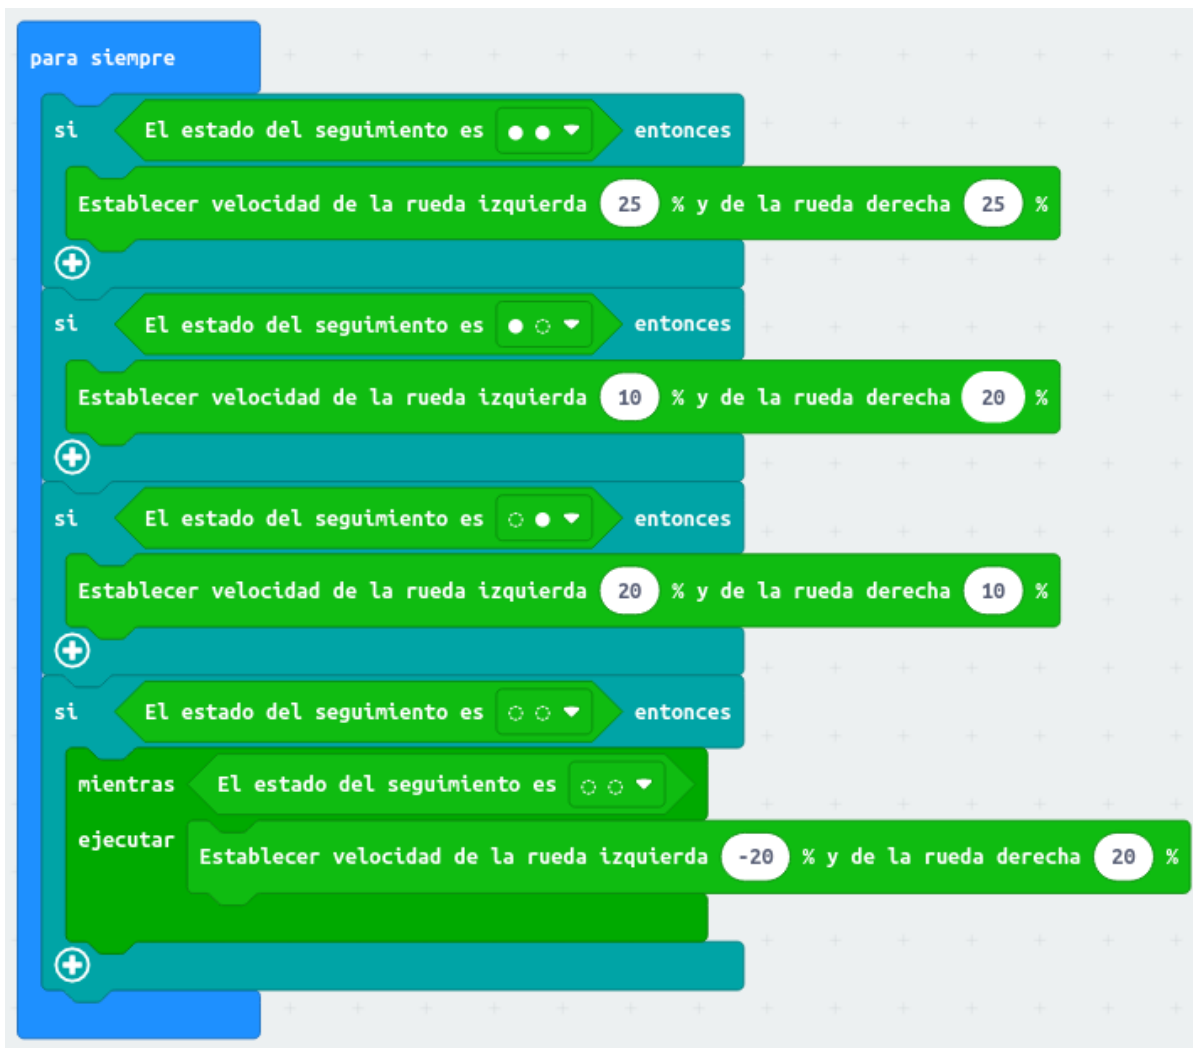 para siempre
si El estado del seguimiento es entonces
Establecer velocidad de la rueda izquierda 25 % y de la rueda derecha 25 %
si El estado del seguimiento es entonces
Establecer velocidad de la rueda izquierda 10 % y de la rueda derecha 20 %
si El estado del seguimiento es entonces
Establecer velocidad de la rueda izquierda 20 % y de la rueda derecha 10 %
si El estado del seguimiento es entonces
mientras El estado del seguimiento es
ejecutar Establecer velocidad de la rueda izquierda -20 % y de la rueda derecha 20 %